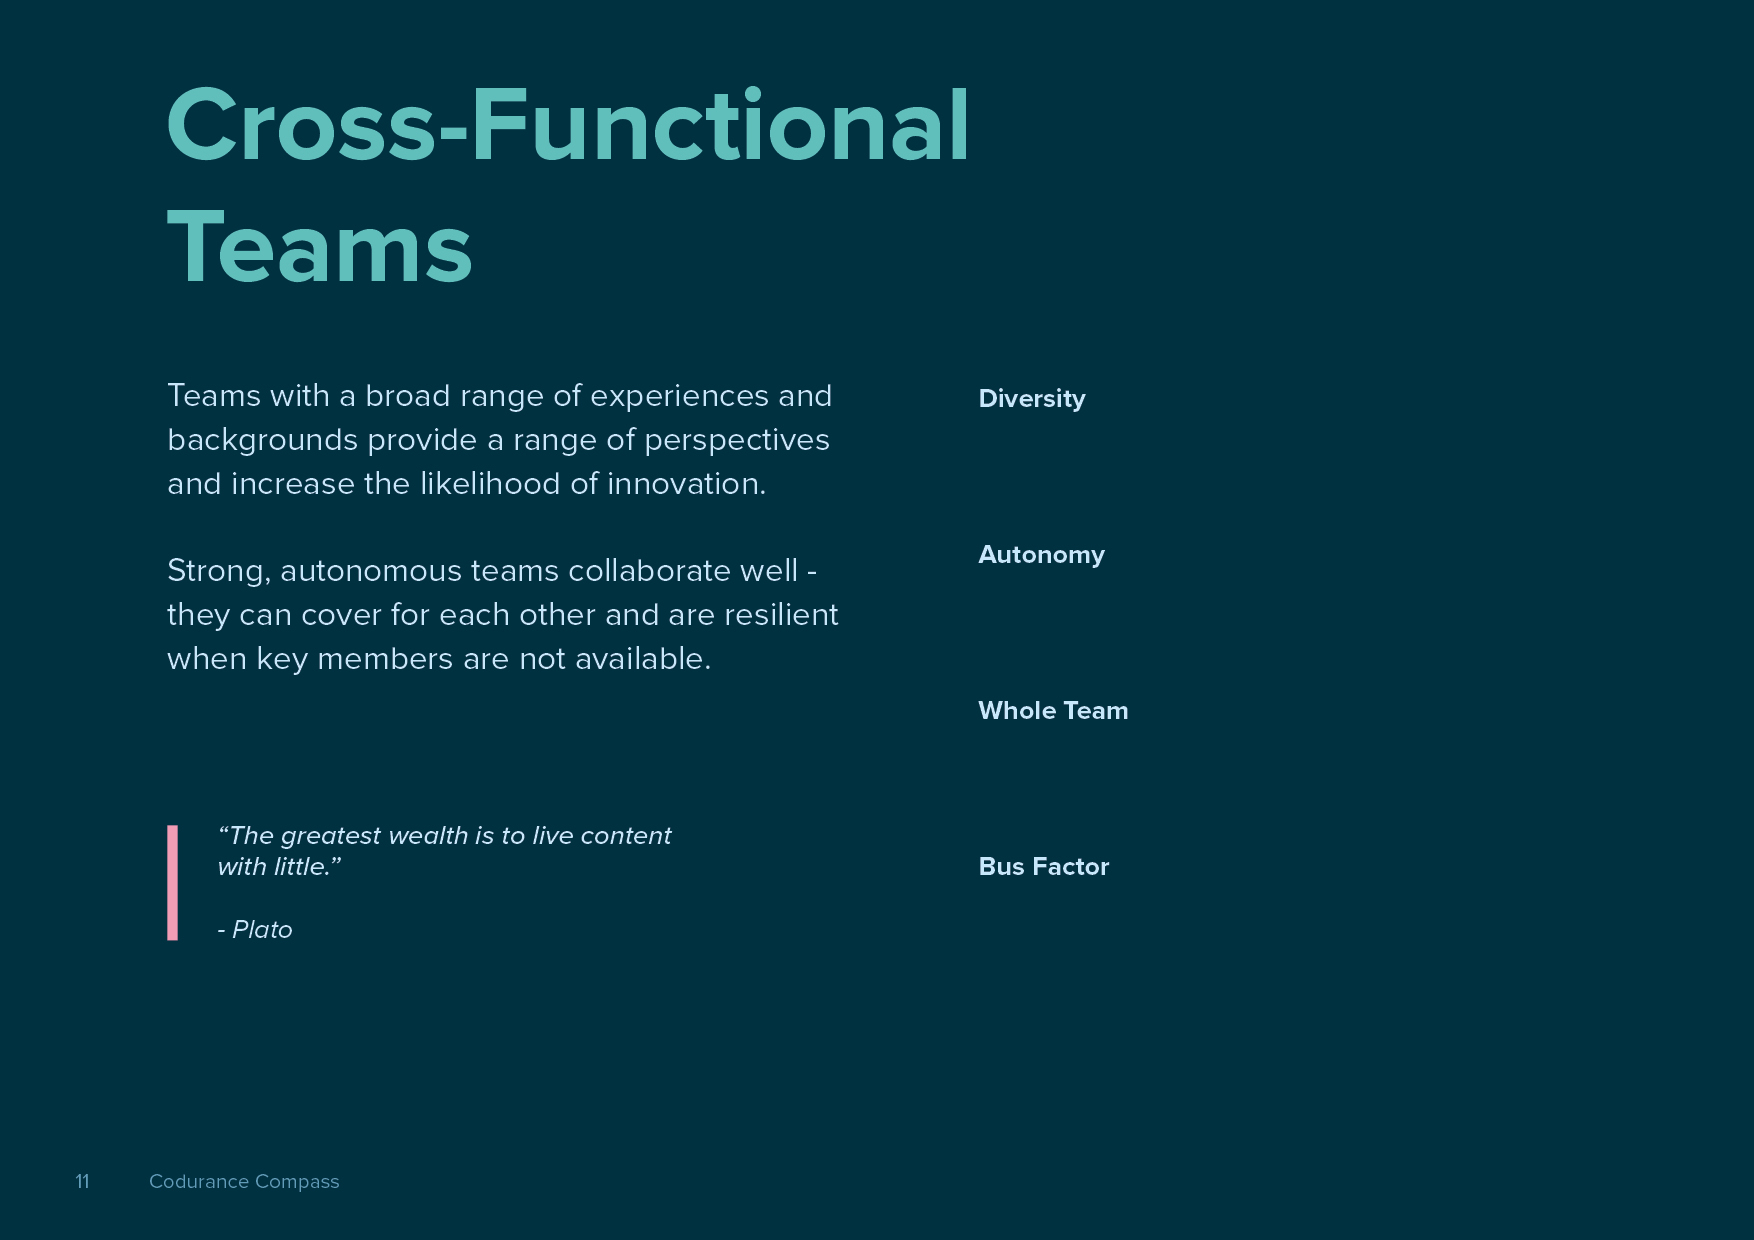 Cross-Functional
Teams
Teams with a broad range of experiences and
backgrounds provide a range of perspectives
and increase the likelihood of innovation.
Strong, autonomous teams collaborate well -
they can cover for each other and are resilient
when key members are not available.
“The greatest wealth is to live content
with little.”
- Plato
Diversity
Autonomy
Whole Team
Bus Factor
11 Codurance Compass